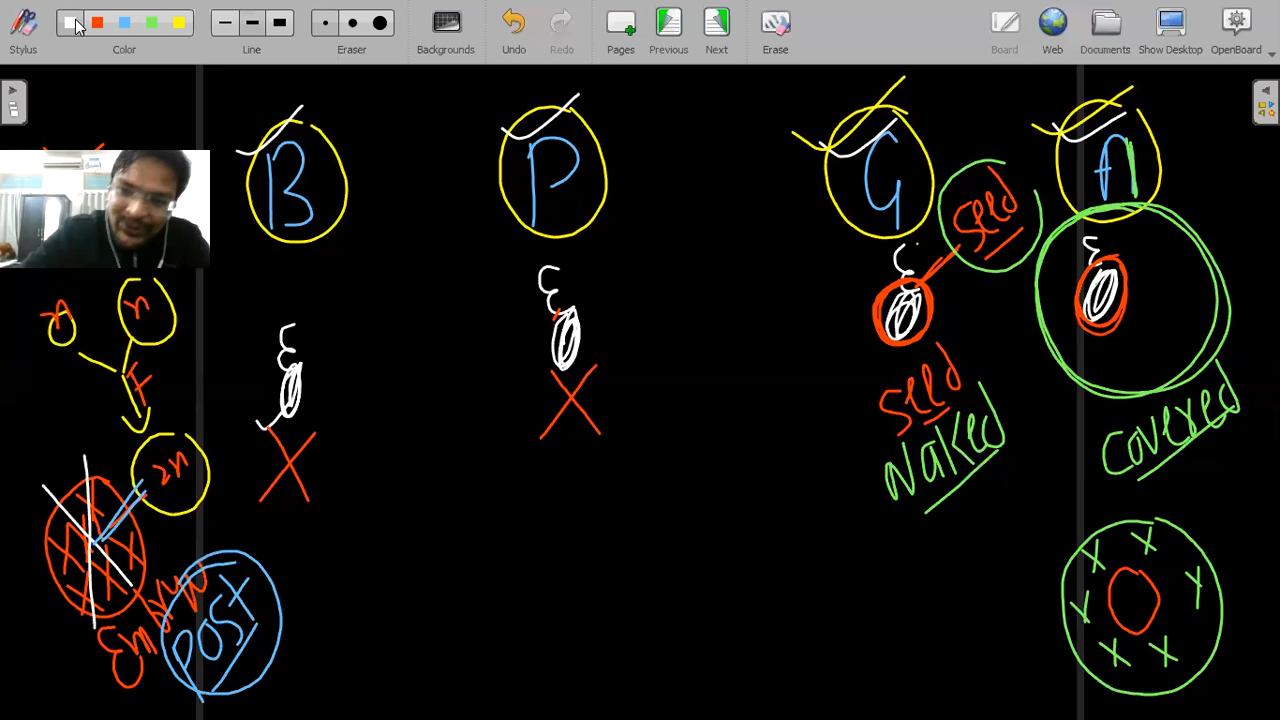 Stylus
Color
Line
Eraser
Backgrounds
Undo
Redo
Pages
Previous
Next
Erase
Board
Web
Documents
Show Desktop
OpenBoard
B
P
G
A
Seed
ε
ε
ε
ε
n
F
2n
X
X
Seed
Naked
Covered
POST
X X X X X X